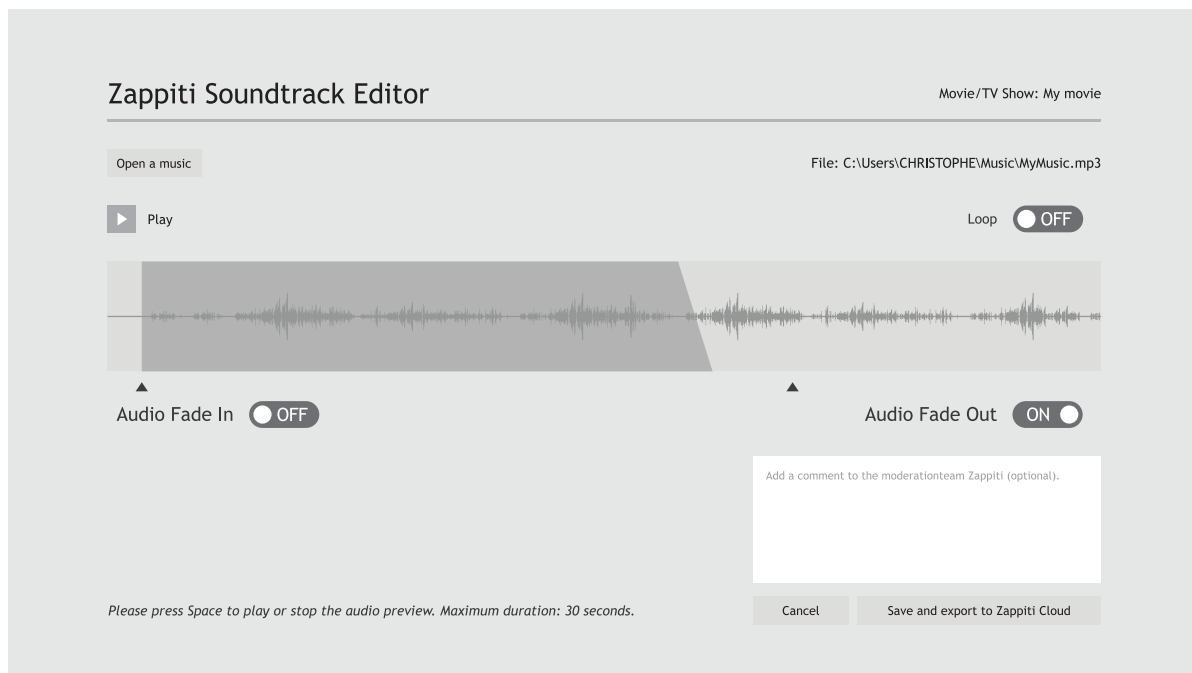 Zappiti Soundtrack Editor
Movie/TV Show: My movie
Open a music
File: C:\Users\CHRISTOPHE\Music\MyMusic.mp3
Play
Loop OFF
Audio Fade In OFF
Audio Fade Out ON
Add a comment to the moderationteam Zappiti (optional).
Please press Space to play or stop the audio preview. Maximum duration: 30 seconds.
Cancel
Save and export to Zappiti Cloud